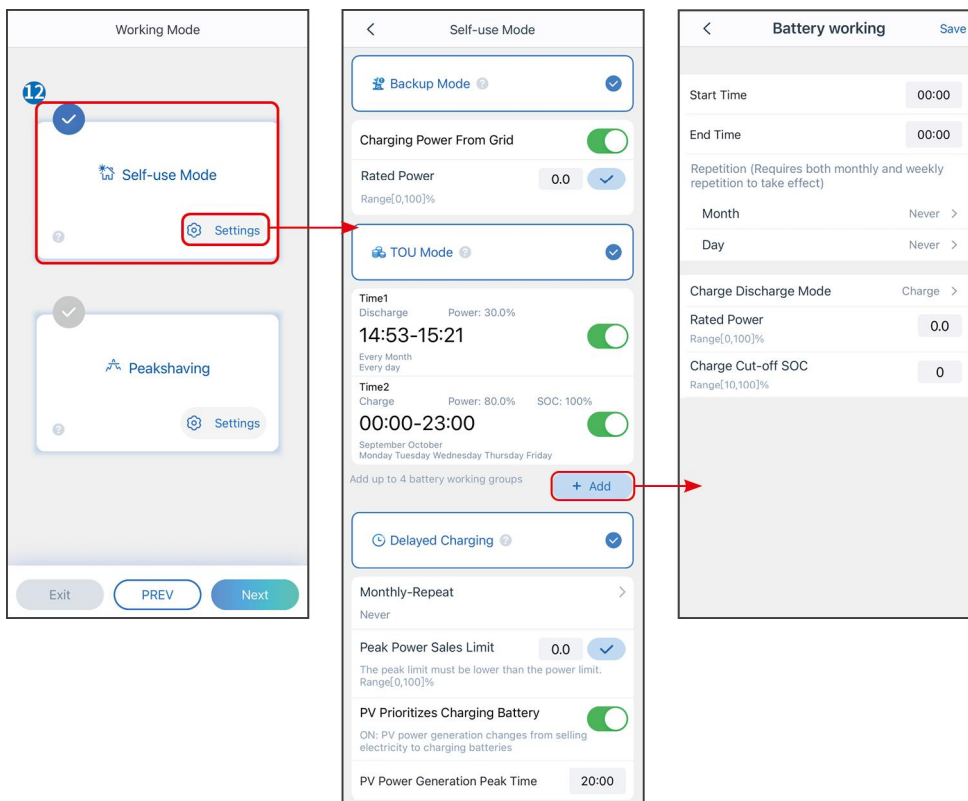 Working Mode
12
Self-use Mode
?
Settings
Peakshaving
?
Settings
Exit
PREV
Next
Self-use Mode
Backup Mode ?
Charging Power From Grid
Rated Power 0.0
Range[0,100]%
TOU Mode ?
Time1
Discharge Power: 30.0%
14:53-15:21
Every Month
Every day
Time2
Charge Power: 80.0% SOC: 100%
00:00-23:00
September October
Monday Tuesday Wednesday Thursday Friday
Add up to 4 battery working groups
+ Add
Delayed Charging ?
Monthly-Repeat >
Never
Peak Power Sales Limit 0.0
The peak limit must be lower than the power limit.
Range[0,100]%
PV Prioritizes Charging Battery
ON: PV power generation changes from selling
electricity to charging batteries
PV Power Generation Peak Time 20:00
Battery working Save
Start Time 00:00
End Time 00:00
Repetition (Requires both monthly and weekly
repetition to take effect)
Month Never >
Day Never >
Charge Discharge Mode Charge >
Rated Power 0.0
Range[0,100]%
Charge Cut-off SOC 0
Range[10,100]%